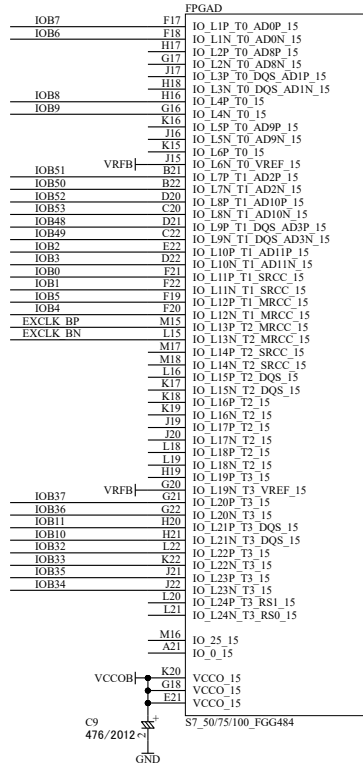 FPGAD
IOB7 F17 IO_L1P_T0_AD0P_15
IOB6 F18 IO_L1N_T0_AD0N_15
H17 IO_L2P_T0_AD8P_15
G17 IO_L2N_T0_AD8N_15
J17 IO_L3P_T0_DQS_AD1P_15
H18 IO_L3N_T0_DQS_AD1N_15
IOB8 H16 IO_L4P_T0_15
IOB9 G16 IO_L4N_T0_15
K16 IO_L5P_T0_AD9P_15
J16 IO_L5N_T0_AD9N_15
K15 IO_L6P_T0_15
VRFB J15 IO_L6N_T0_VREF_15
IOB51 B21 IO_L7P_T1_AD2P_15
IOB50 B22 IO_L7N_T1_AD2N_15
IOB52 D20 IO_L8P_T1_AD10P_15
IOB53 C20 IO_L8N_T1_AD10N_15
IOB48 D21 IO_L9P_T1_DQS_AD3P_15
IOB49 C22 IO_L9N_T1_DQS_AD3N_15
IOB2 E22 IO_L10P_T1_AD11P_15
IOB3 D22 IO_L10N_T1_AD11N_15
IOB0 F21 IO_L11P_T1_SRCC_15
IOB1 F22 IO_L11N_T1_SRCC_15
IOB5 F19 IO_L12P_T1_MRCC_15
IOB4 F20 IO_L12N_T1_MRCC_15
EXCLK_BP M15 IO_L13P_T2_MRCC_15
EXCLK_BN L15 IO_L13N_T2_MRCC_15
M17 IO_L14P_T2_SRCC_15
M18 IO_L14N_T2_SRCC_15
L16 IO_L15P_T2_DQS_15
K17 IO_L15N_T2_DQS_15
K18 IO_L16P_T2_15
K19 IO_L16N_T2_15
J19 IO_L17P_T2_15
J20 IO_L17N_T2_15
L18 IO_L18P_T2_15
L19 IO_L18N_T2_15
H19 IO_L19P_T3_15
VRFB G20 IO_L19N_T3_VREF_15
IOB37 G21 IO_L20P_T3_15
IOB36 G22 IO_L20N_T3_15
IOB11 H20 IO_L21P_T3_DQS_15
IOB10 H21 IO_L21N_T3_DQS_15
IOB32 L22 IO_L22P_T3_15
IOB33 K22 IO_L22N_T3_15
IOB35 J21 IO_L23P_T3_15
IOB34 J22 IO_L23N_T3_15
L20 IO_L24P_T3_RS1_15
L21 IO_L24N_T3_RS0_15
M16 IO_25_15
A21 IO_0_15
VCCOB K20 VCCO_15
G18 VCCO_15
E21 VCCO_15
C9 S7_50/75/100_FGG484
476/2012 2
GND